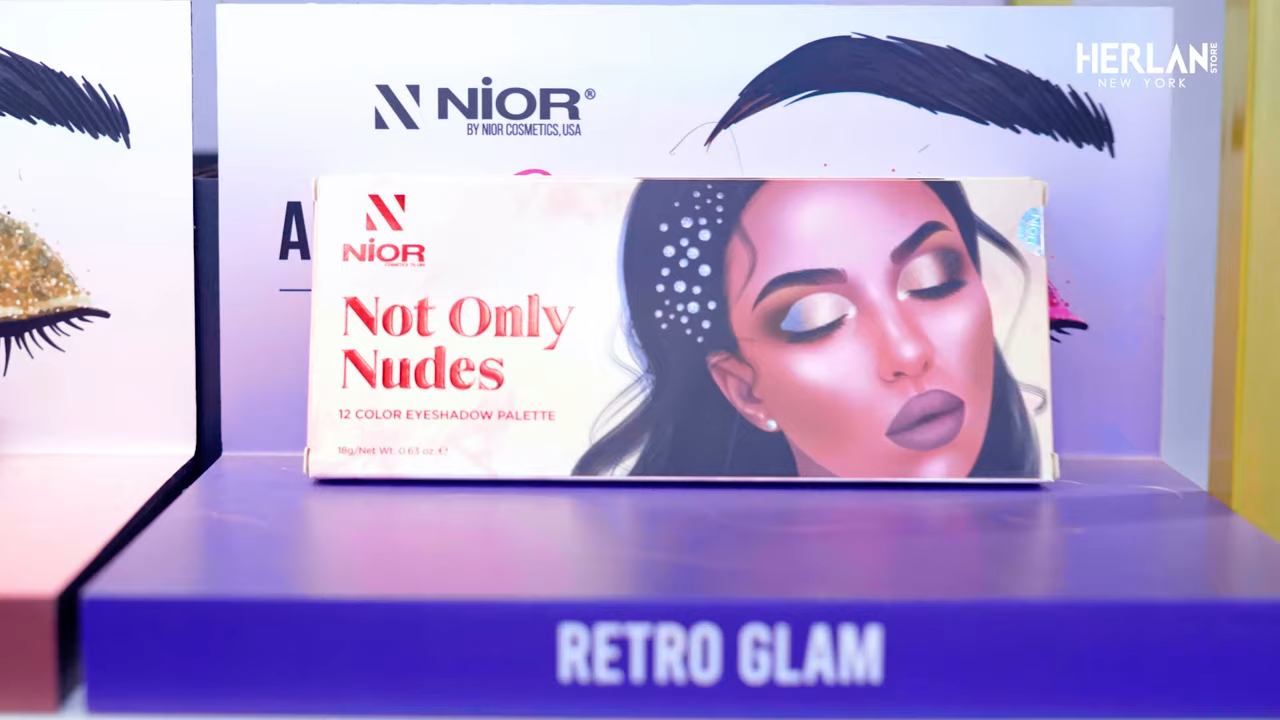 HERLAN
STORE
NEW YORK
NiOR®
BY NIOR COSMETICS, USA
A
NiOR
Not Only
Nudes
12 COLOR EYESHADOW PALETTE
18g/Net Wt. 0.63 oz. ℮
RETRO GLAM